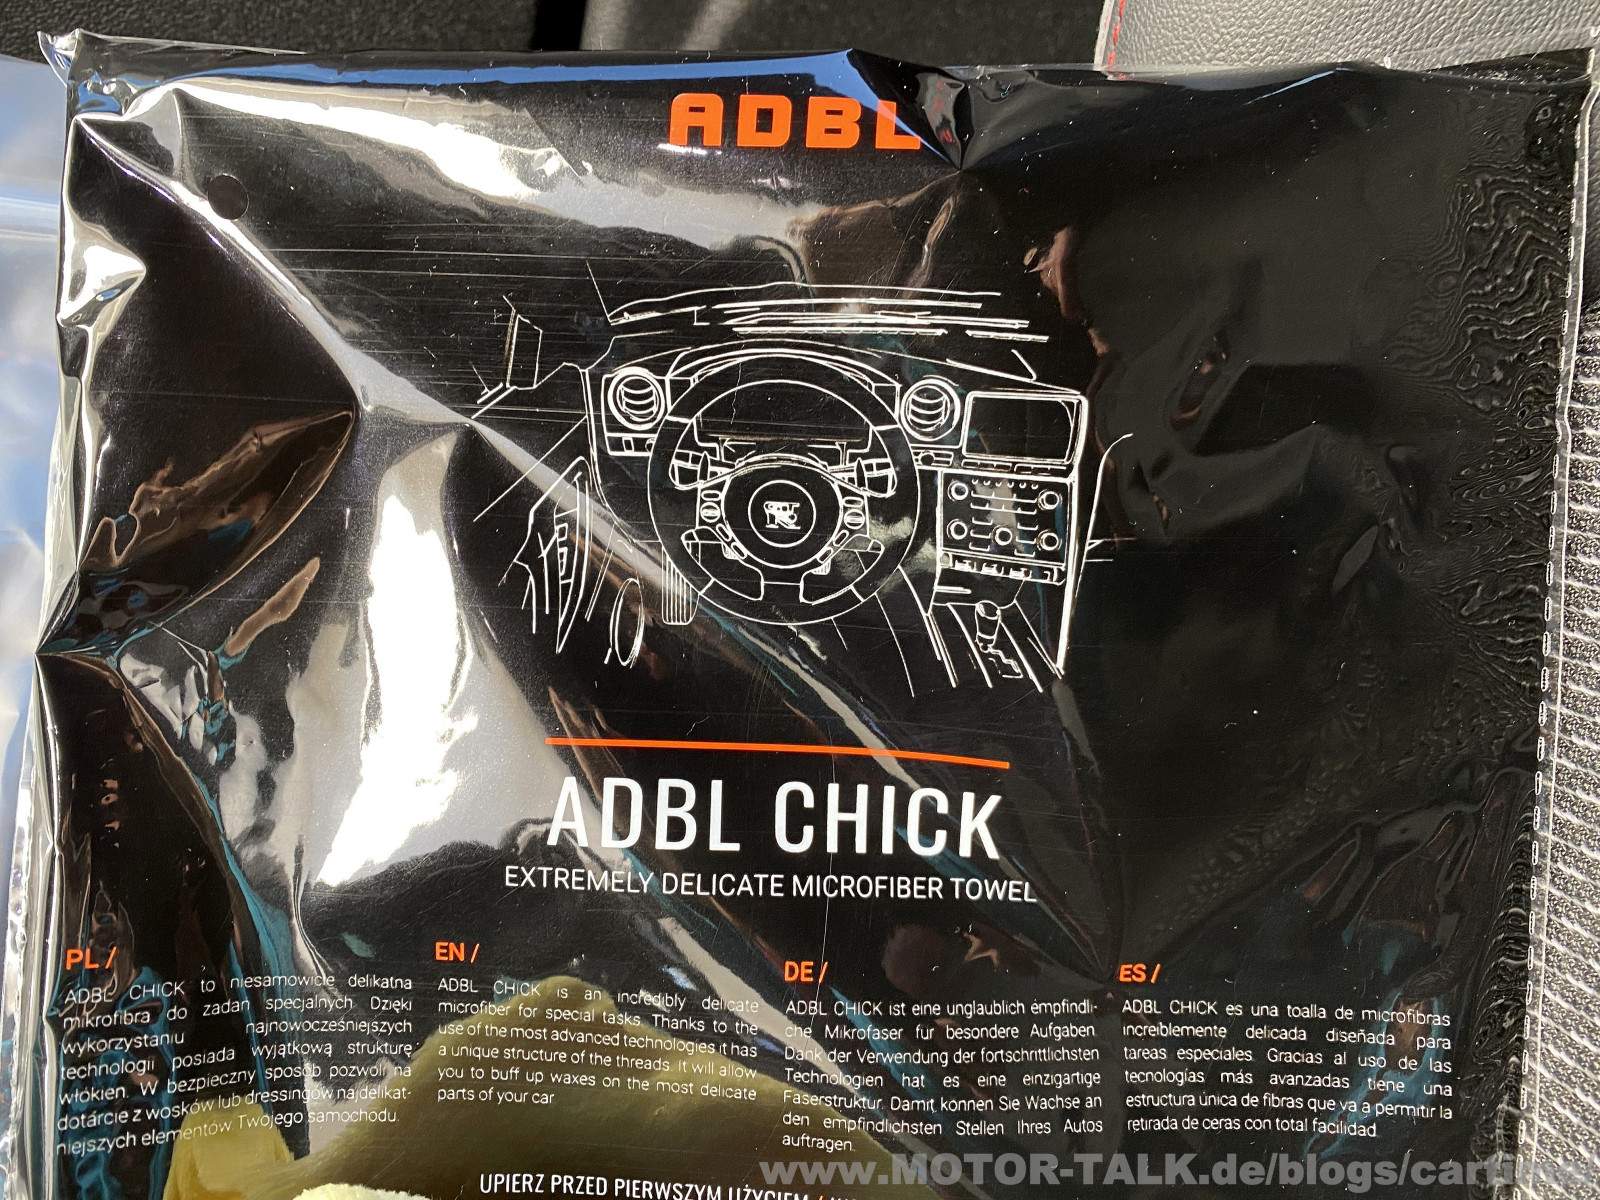 ADBL
GT R
ADBL CHICK
EXTREMELY DELICATE MICROFIBER TOWEL
PL /
ADBL CHICK to niesamowicie delikatna
mikrofibra do zadań specjalnych. Dzięki
wykorzystaniu najnowocześniejszych
technologii posiada wyjątkową strukturę
włókien. W bezpieczny sposób pozwoli na
dotarcie z wosków lub dressingów najdelikat-
niejszych elementów Twojego samochodu.
EN /
ADBL CHICK is an incredibly delicate
microfiber for special tasks. Thanks to the
use of the most advanced technologies it has
a unique structure of the threads. It will allow
you to buff up waxes on the most delicate
parts of your car.
DE /
ADBL CHICK ist eine unglaublich empfindli-
che Mikrofaser für besondere Aufgaben.
Dank der Verwendung der fortschrittlichsten
Technologien hat es eine einzigartige
Faserstruktur. Damit können Sie Wachse an
den empfindlichsten Stellen Ihres Autos
auftragen.
ES /
ADBL CHICK es una toalla de microfibras
increíblemente delicada diseñada para
tareas especiales. Gracias al uso de las
tecnologías más avanzadas tiene una
estructura única de fibras que va a permitir la
retirada de ceras con total facilidad.
UPIERZ PRZED PIERWSZYM UŻYCIEM /
www.MOTOR-TALK.de/blogs/carti